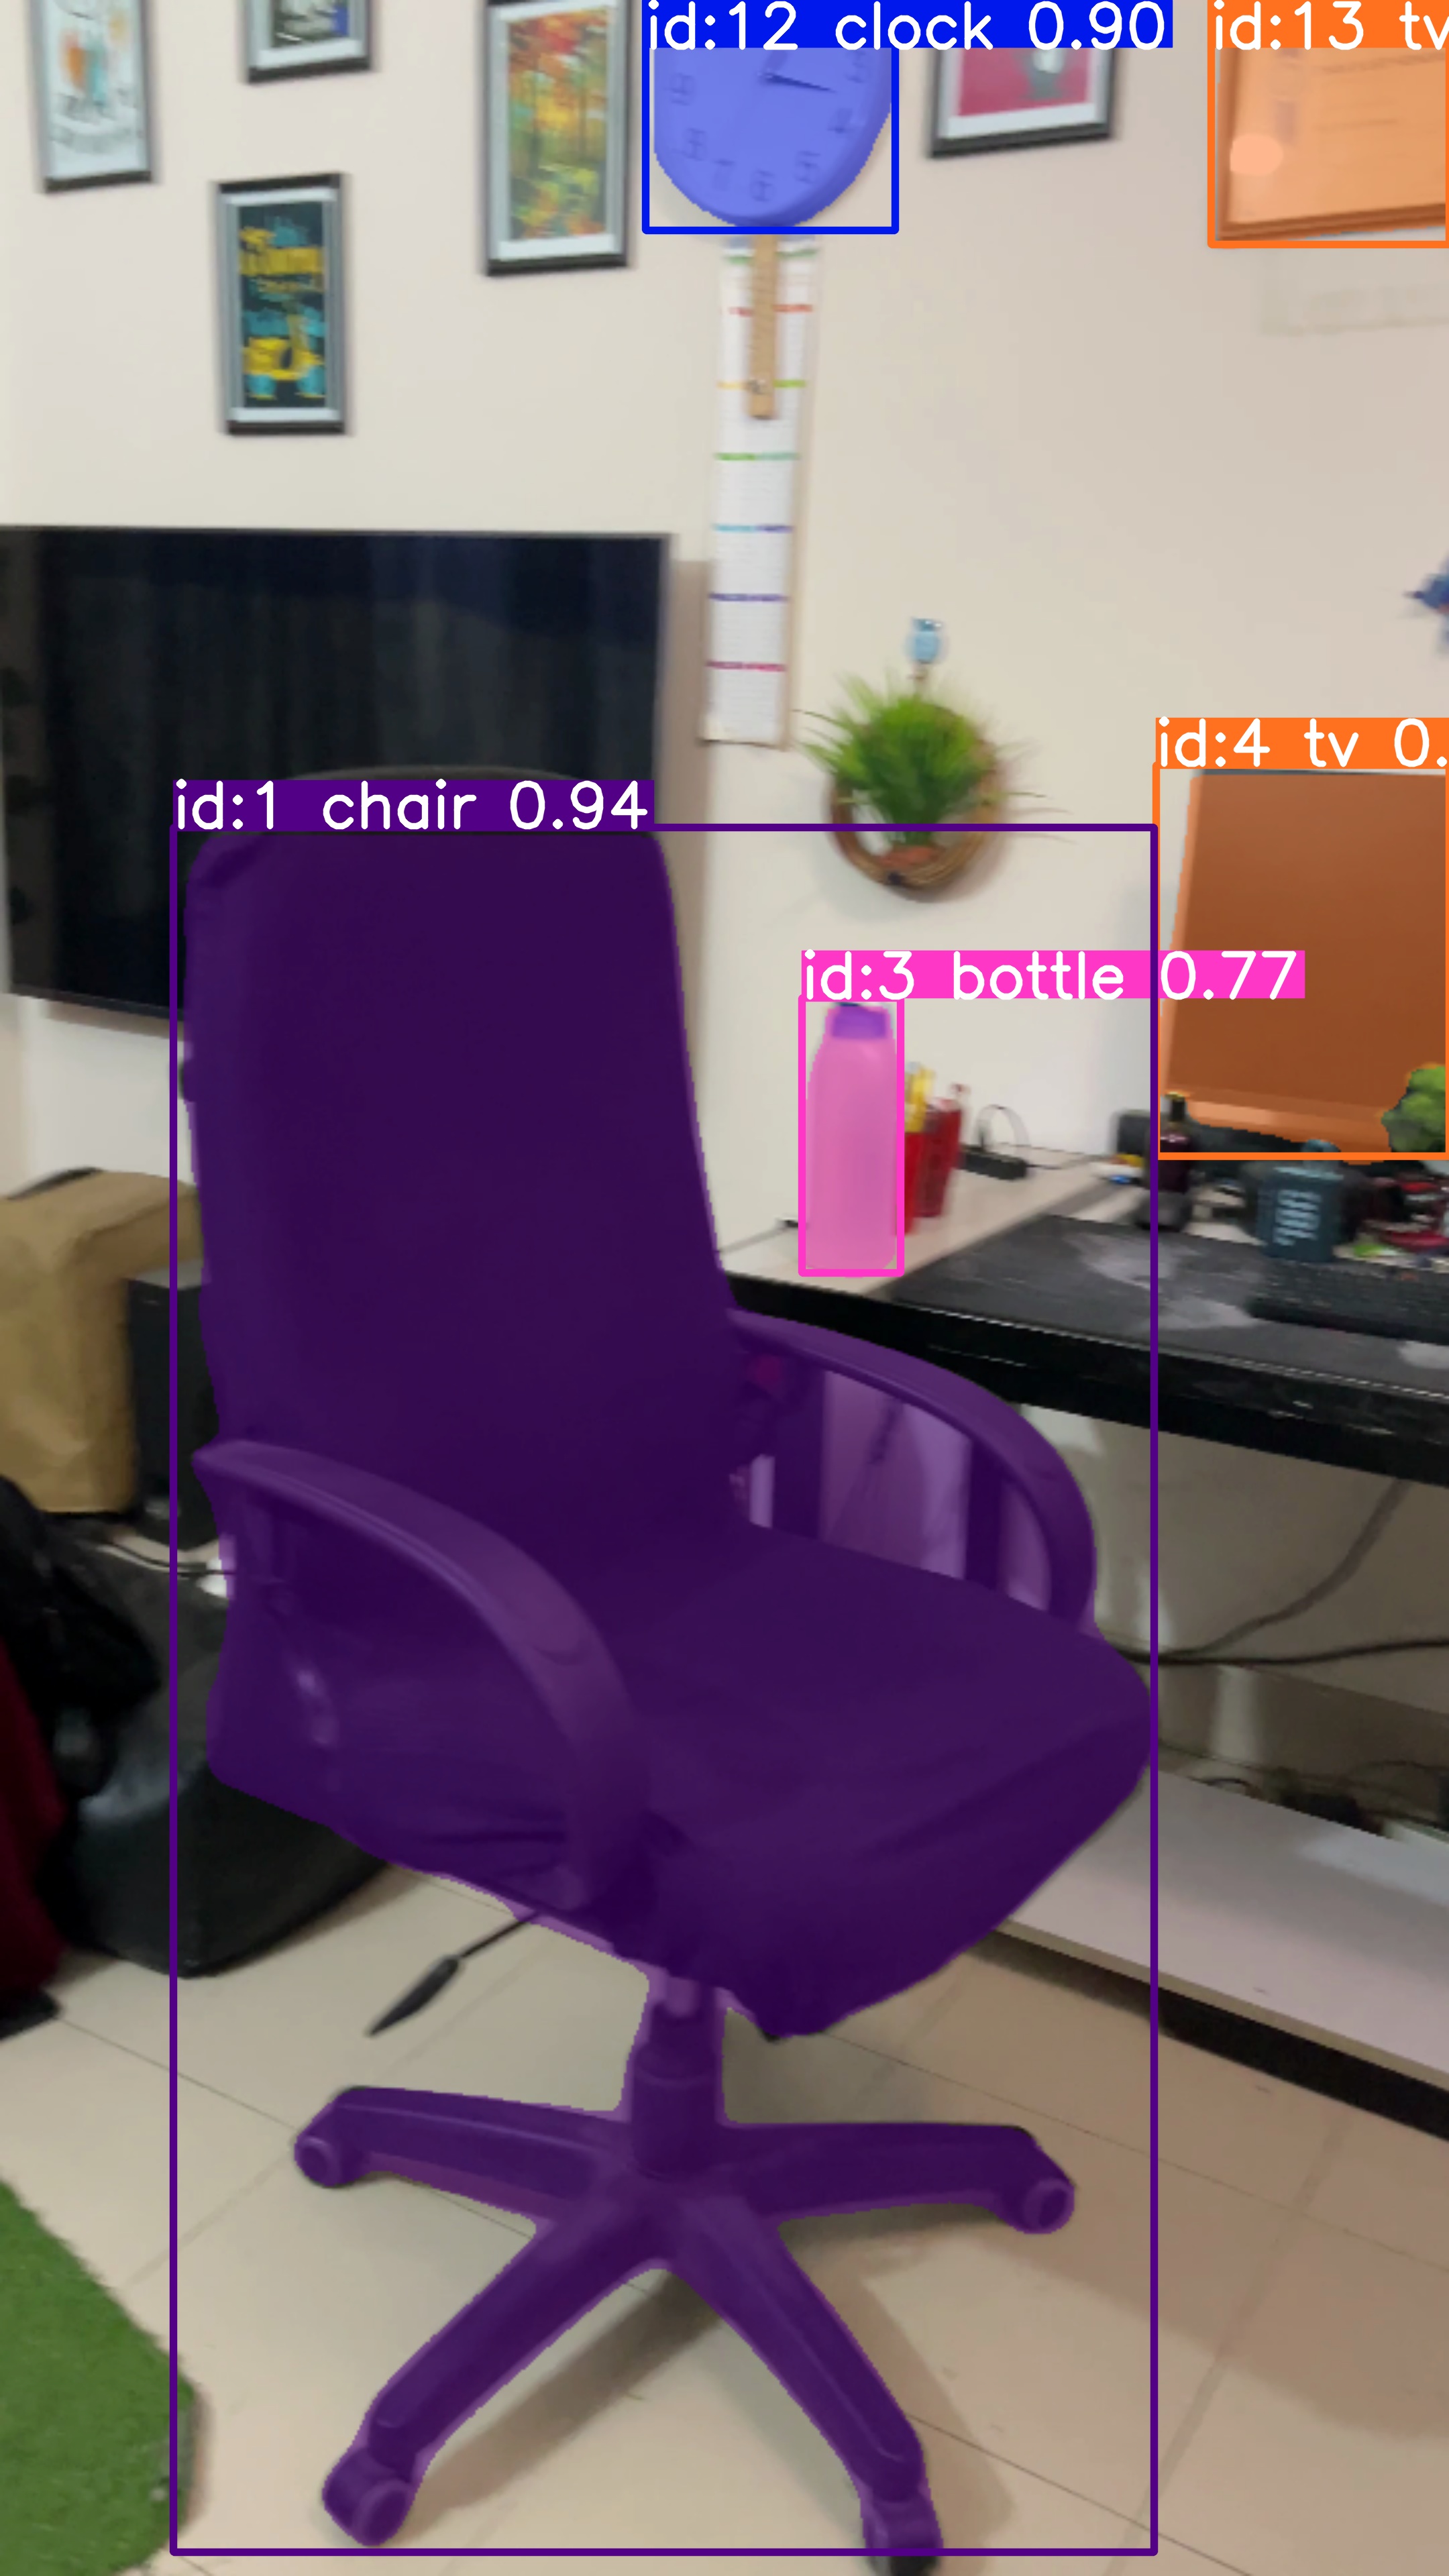 id:12 clock 0.90
id:13 tv
id:4 tv 0.
id:1 chair 0.94
id:3 bottle 0.77